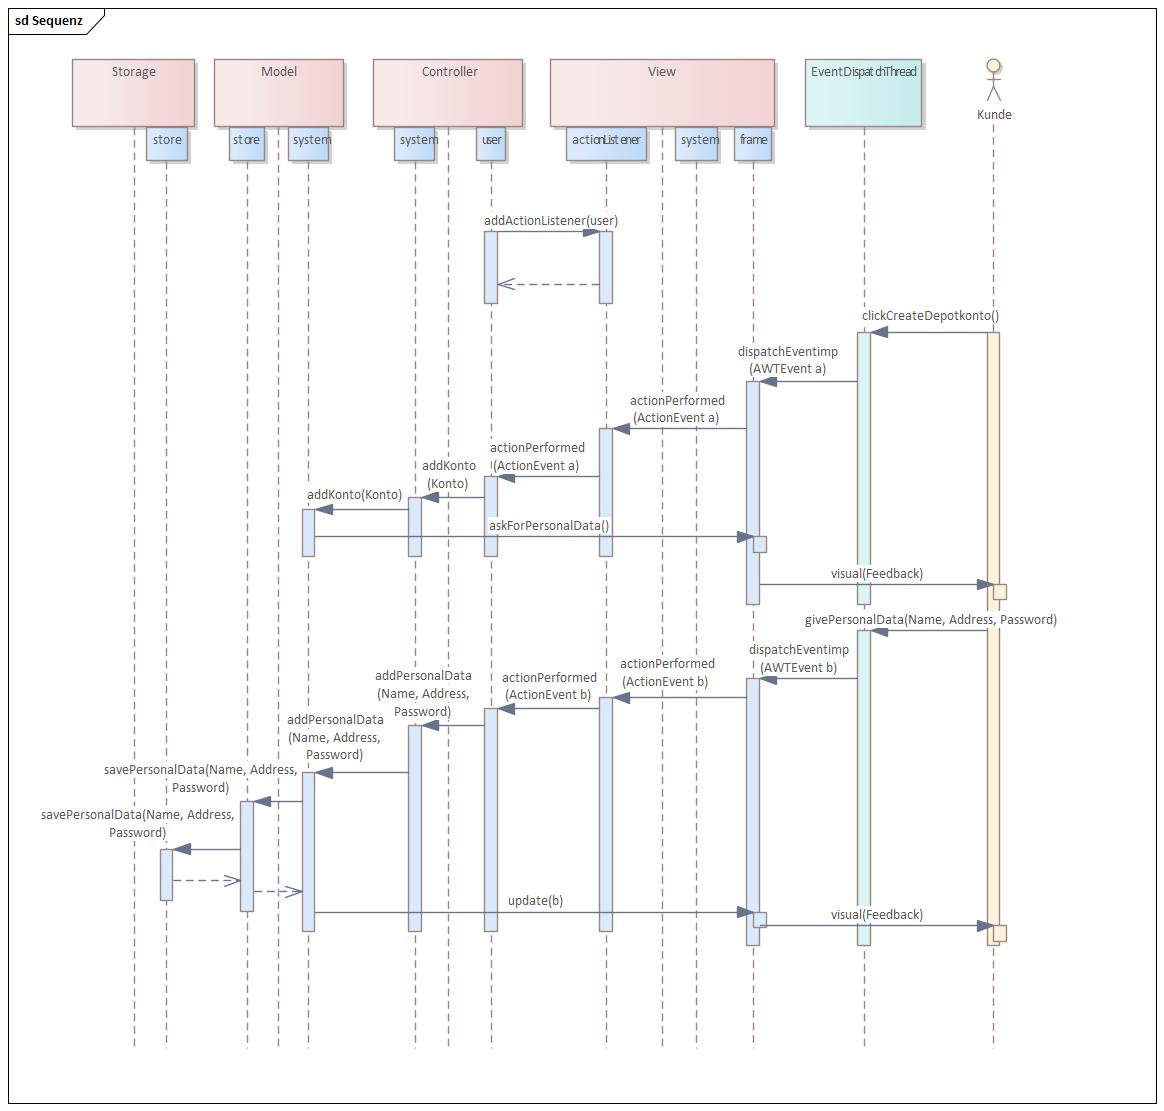 sd Sequenz
Storage
Model
Controller
View
EventDispatchThread
Kunde
store
store
system
system
user
actionListener
system
frame
addActionListener(user)
clickCreateDepotkonto()
dispatchEventimp
(AWTEvent a)
actionPerformed
(ActionEvent a)
actionPerformed
(ActionEvent a)
addKonto
(Konto)
addKonto(Konto)
askForPersonalData()
visual(Feedback)
givePersonalData(Name, Address, Password)
dispatchEventimp
(AWTEvent b)
actionPerformed
(ActionEvent b)
actionPerformed
(ActionEvent b)
addPersonalData
(Name, Address,
Password)
addPersonalData
(Name, Address,
Password)
savePersonalData(Name, Address,
Password)
savePersonalData(Name, Address,
Password)
update(b)
visual(Feedback)